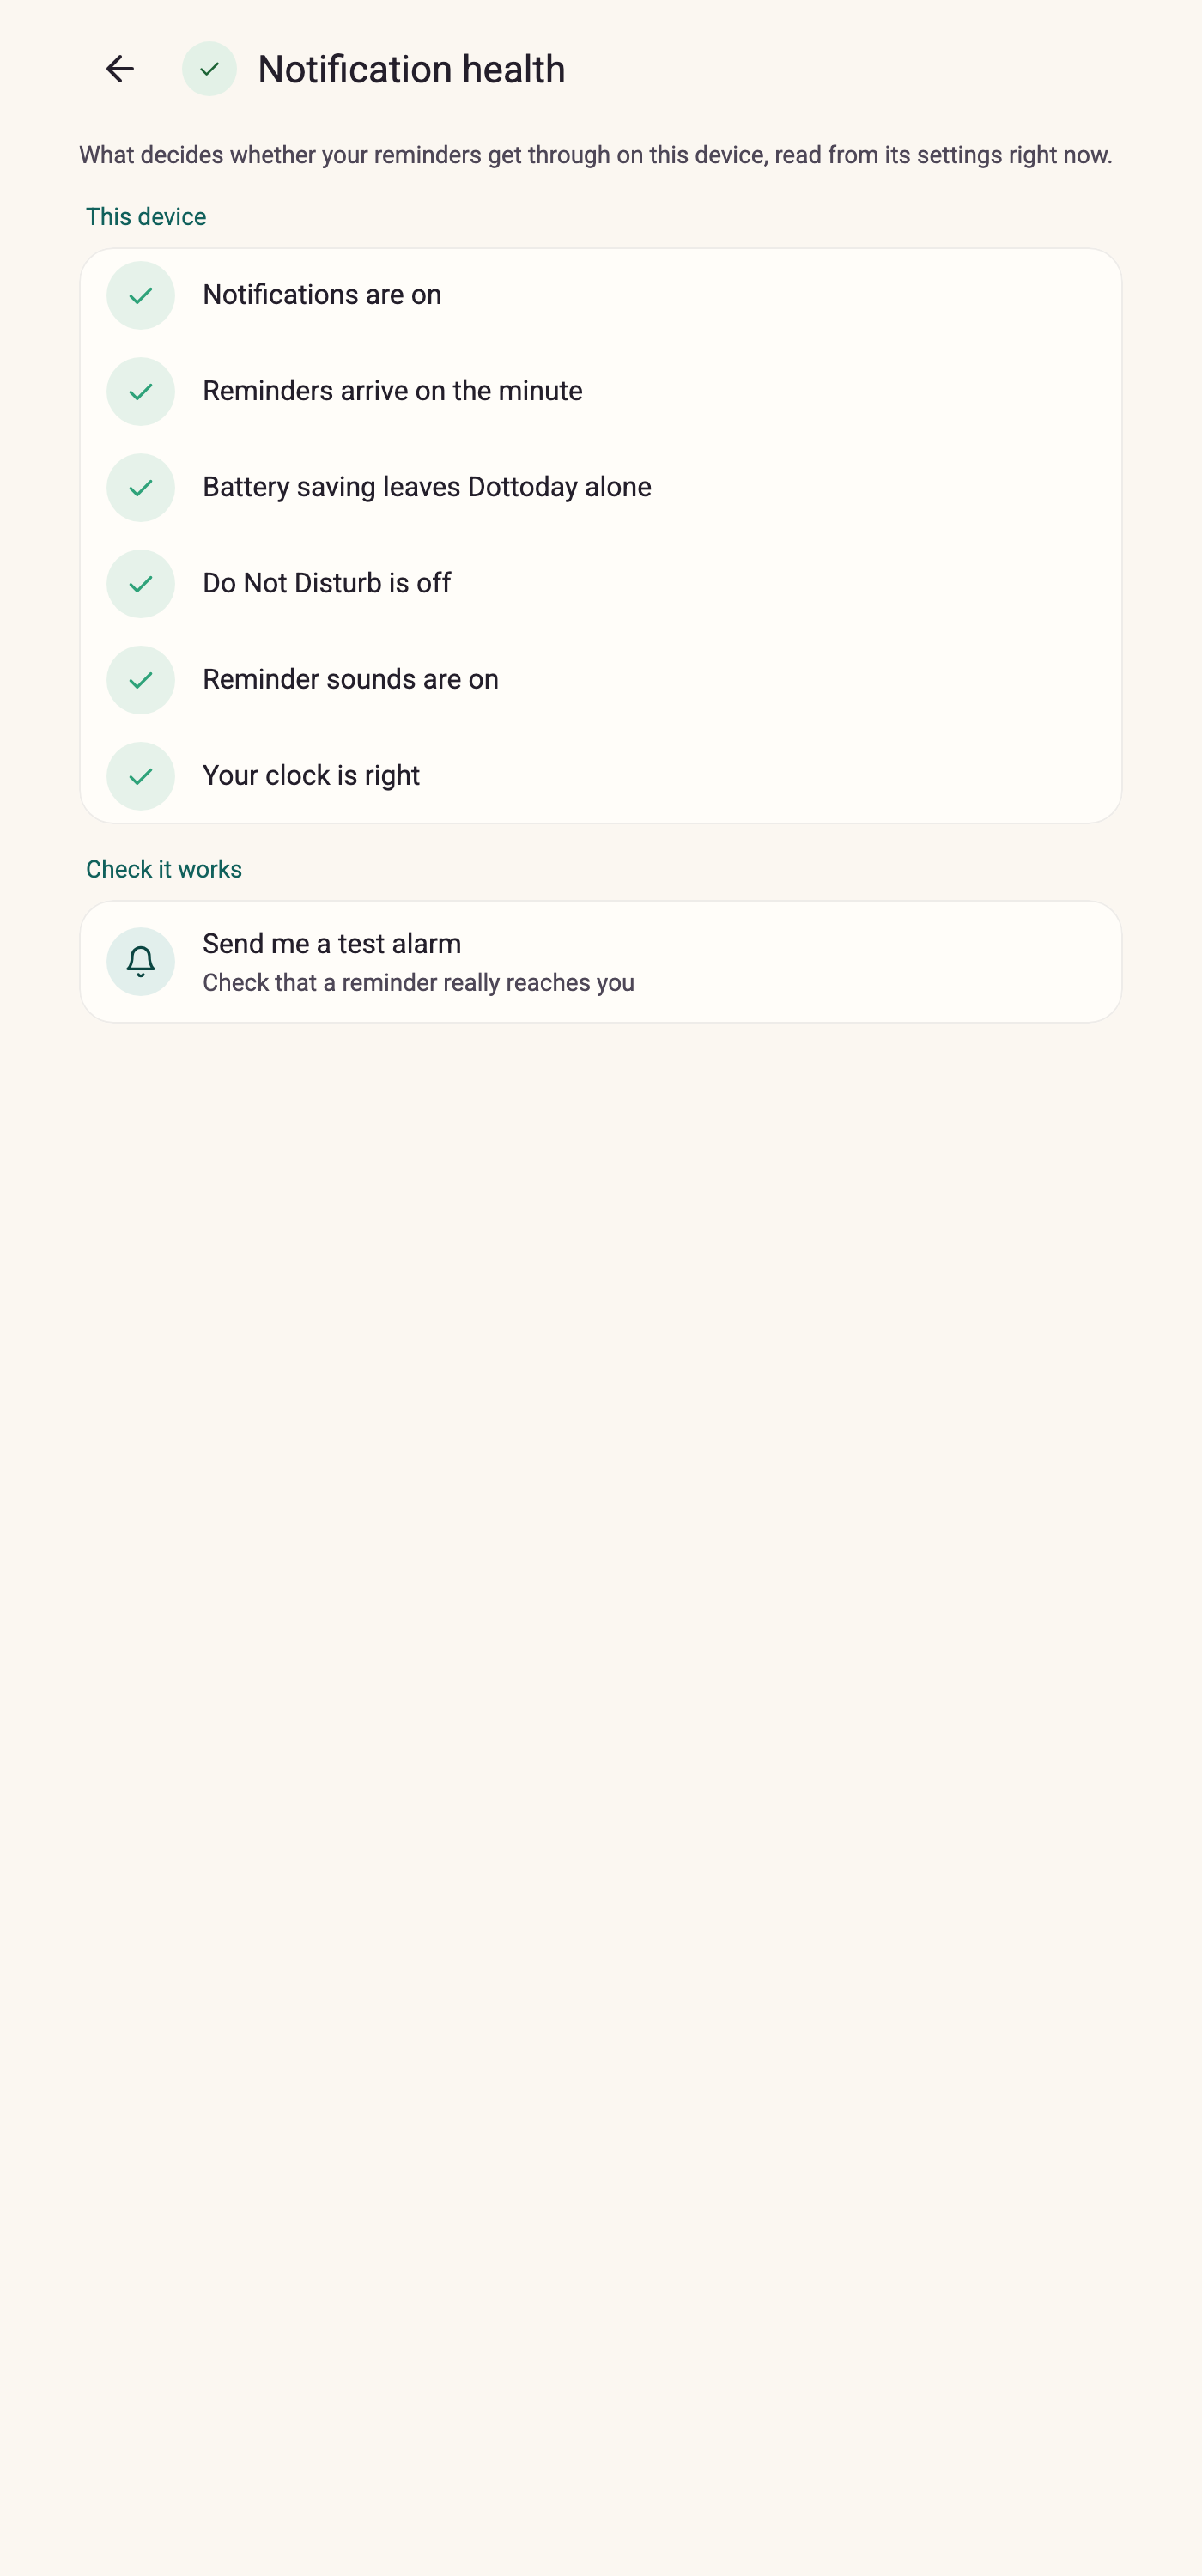 Notification health
What decides whether your reminders get through on this device, read from its settings right now.
This device
Notifications are on
Reminders arrive on the minute
Battery saving leaves Dottoday alone
Do Not Disturb is off
Reminder sounds are on
Your clock is right
Check it works
Send me a test alarm
Check that a reminder really reaches you